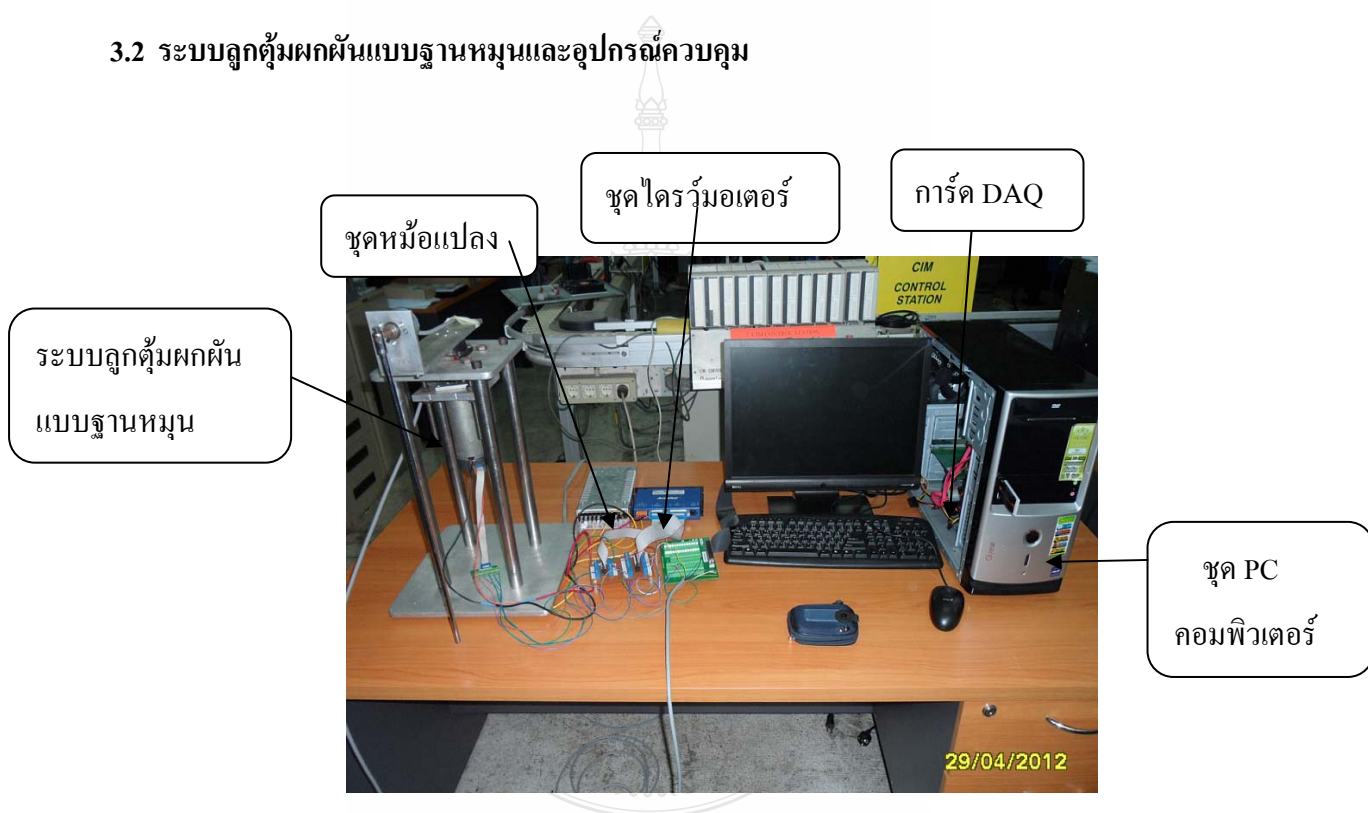 3.2 ระบบลูกตุ้มผกผันแบบฐานหมุนและอุปกรณ์ควบคุม
ชุดไดรว์มอเตอร์
การ์ด DAQ
ชุดหม้อแปลง
CIM
CONTROL
STATION
ระบบลูกตุ้มผกผัน
แบบฐานหมุน
ชุด PC
คอมพิวเตอร์
29/04/2012